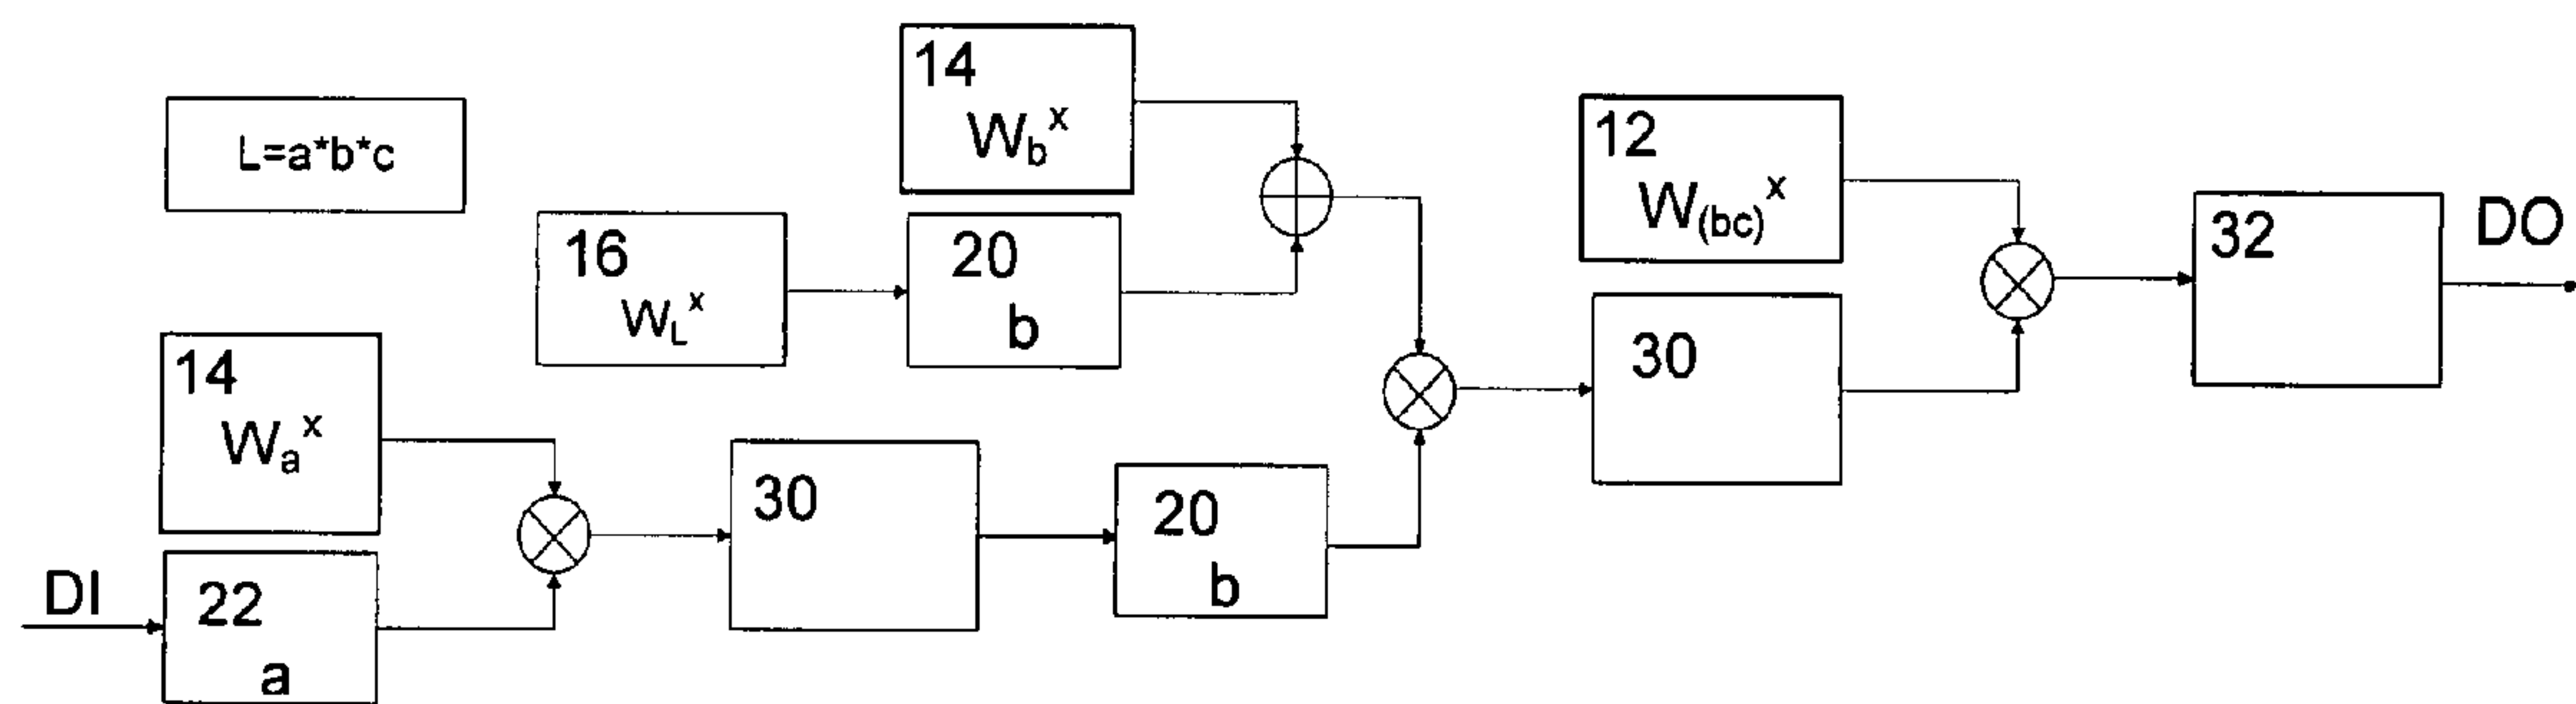 14
W_b^x
L=a*b*c
12
W_(bc)^x
16
W_L^x
20
b
32
DO
14
W_a^x
30
30
20
b
DI
22
a